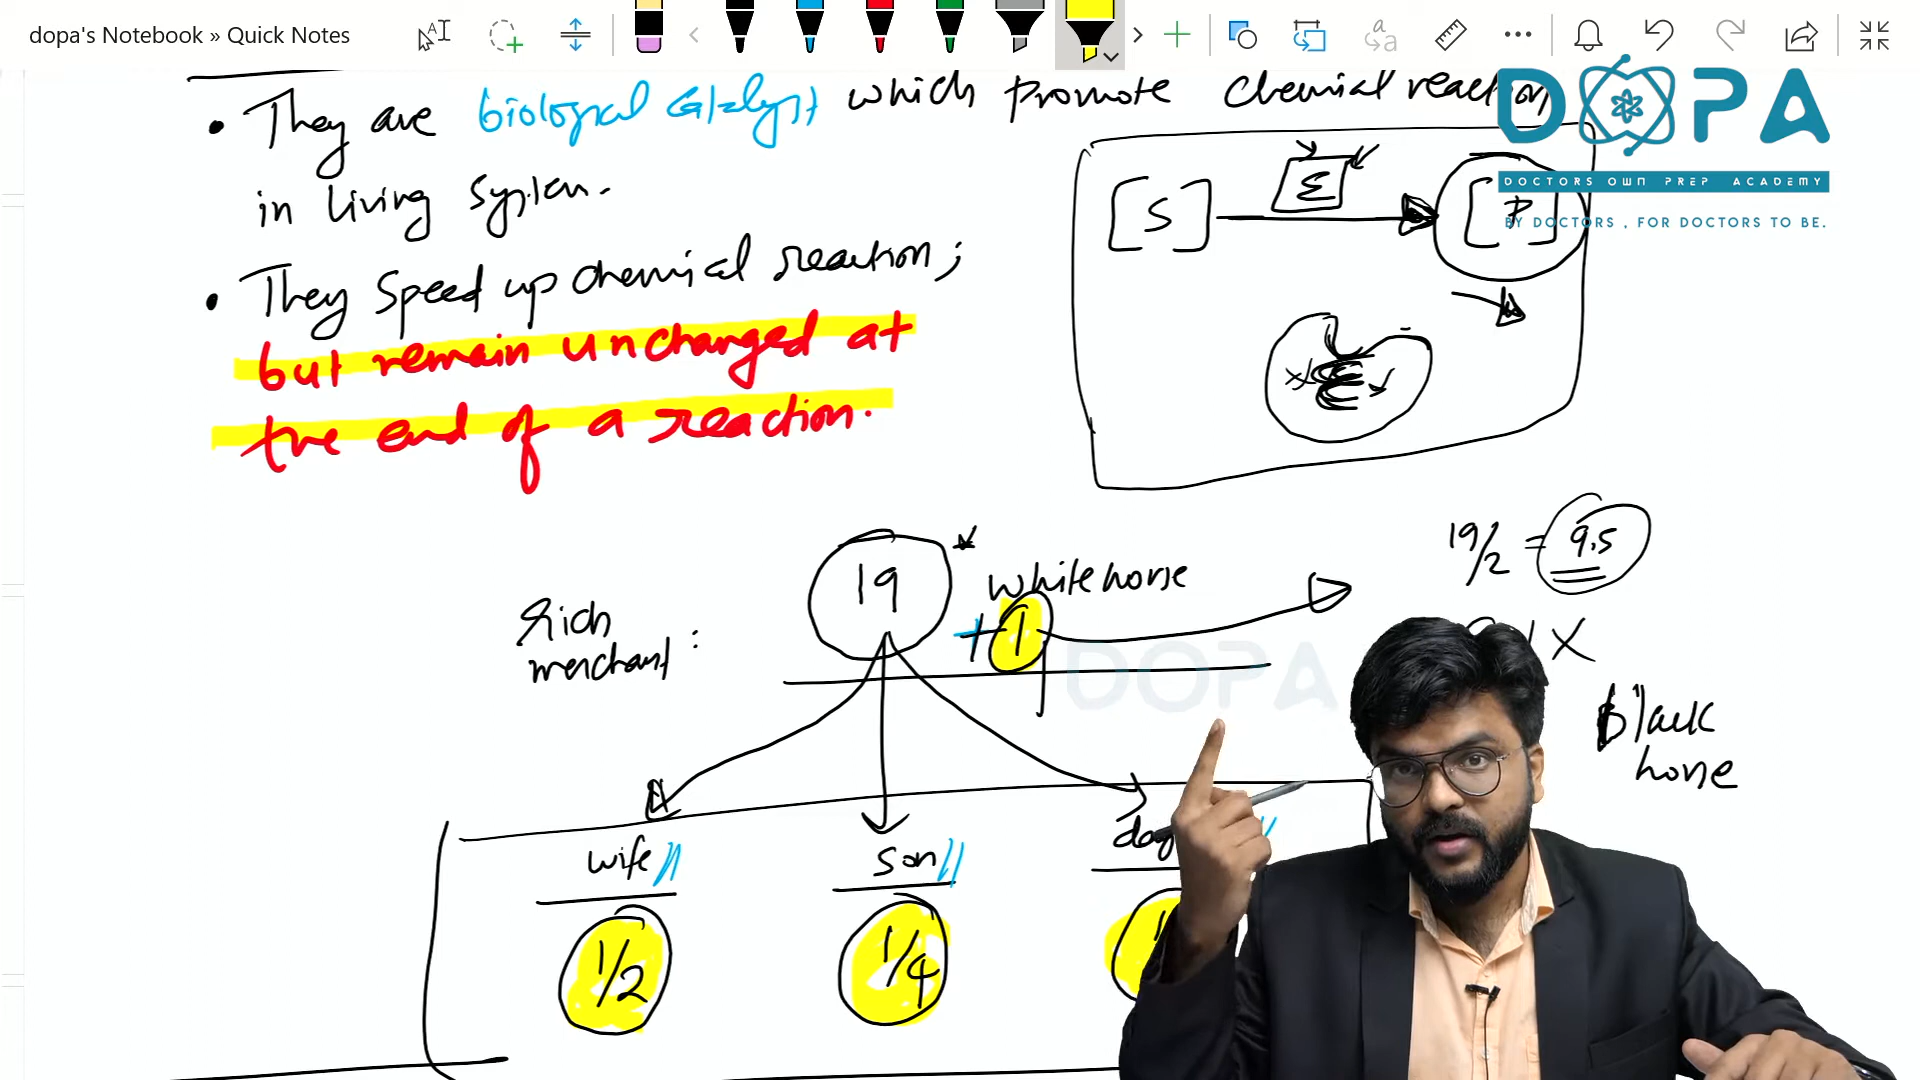 dopa's Notebook » Quick Notes
They are biological catalyst which promote chemical reaction
in living system.
They speed up chemical reaction;
but remain unchanged at
the end of a reaction.
[S]
E
[P]
DOPA
DOCTORS OWN PREP ACADEMY
BY DOCTORS , FOR DOCTORS TO BE.
Rich
merchant :
19
white horse
+ 1
19/2 = 9.5
X
DOPA
black
horse
wife
son
1/2
1/4